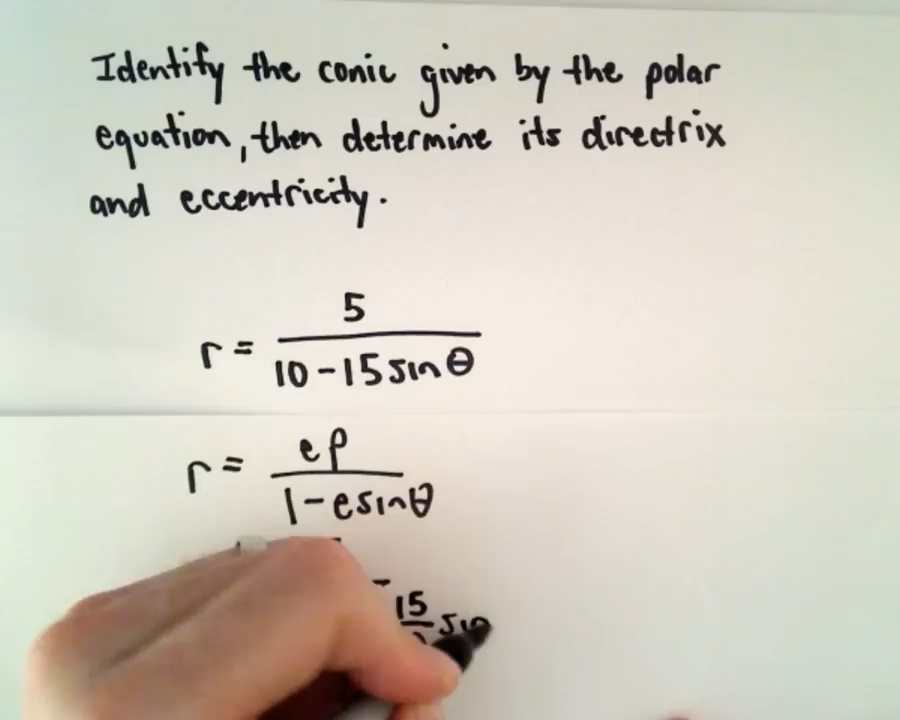 Identify the conic given by the polar
equation, then determine its directrix
and eccentricity.
5
r = 10 - 15 sin θ
ep
r = 1 - e sin θ
- 15 sin